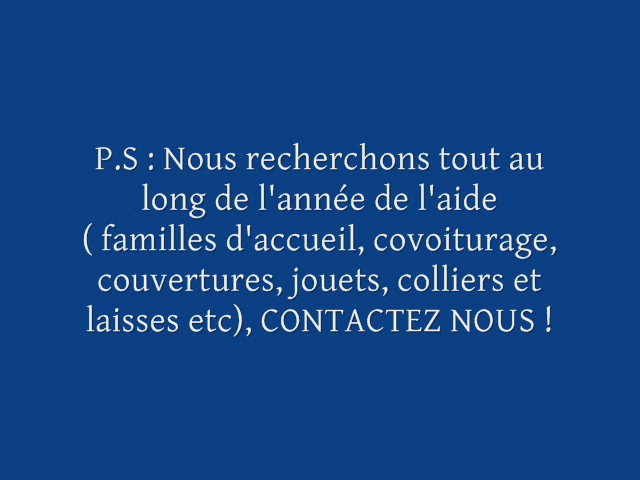 P.S : Nous recherchons tout au
long de l'année de l'aide
( familles d'accueil, covoiturage,
couvertures, jouets, colliers et
laisses etc), CONTACTEZ NOUS !